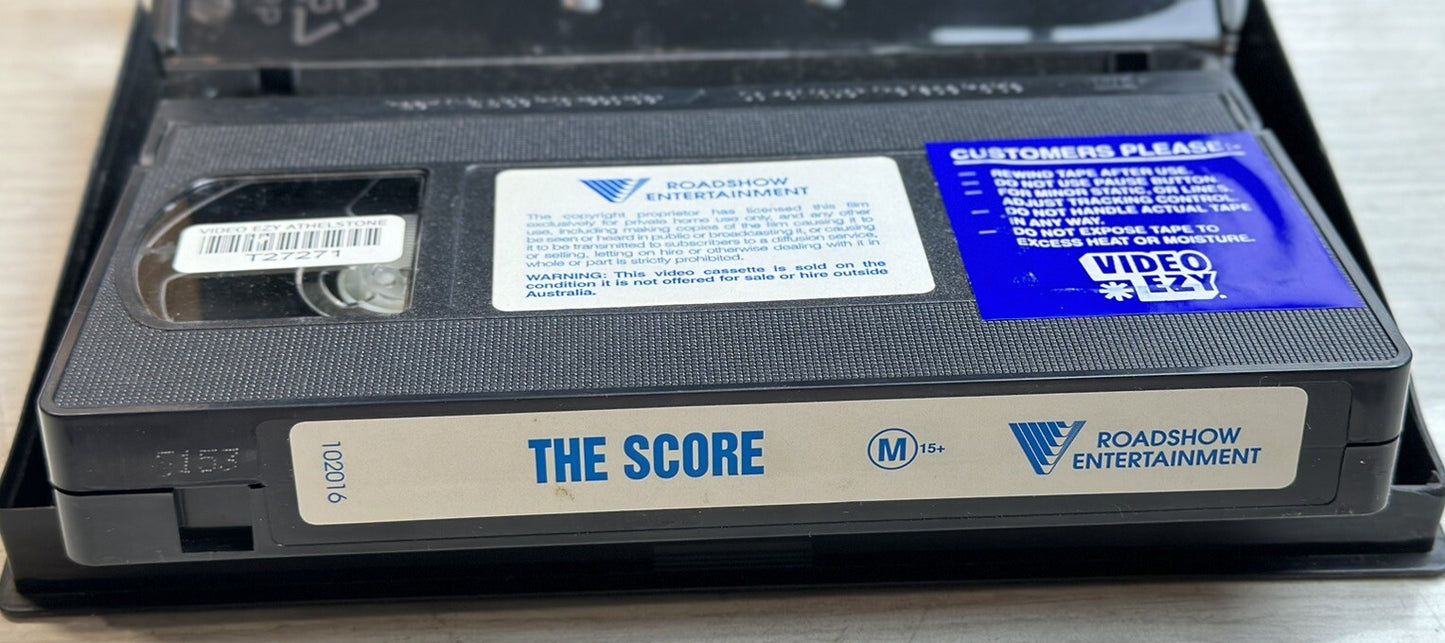 VIDEO EZY ATHELSTONE
T27271
ROADSHOW
ENTERTAINMENT
The copyright proprietor has licensed this film
exclusively for private home use only, and any other
use, including making copies of the film causing it to
be seen or heard in public or broadcasting it, or causing
it to be transmitted to subscribers to a diffusion service,
or selling, letting on hire or otherwise dealing with it in
whole or part is strictly prohibited.
WARNING: This video cassette is sold on the
condition it is not offered for sale or hire outside
Australia.
CUSTOMERS PLEASE:-
— REWIND TAPE AFTER USE.
— DO NOT USE PAUSE BUTTON.
— FOR MINOR STATIC, OR LINES,
ADJUST TRACKING CONTROL.
— DO NOT HANDLE ACTUAL TAPE
IN ANY WAY.
— DO NOT EXPOSE TAPE TO
EXCESS HEAT OR MOISTURE.
VIDEO
EZY
5153
102016
THE SCORE
M 15+
ROADSHOW
ENTERTAINMENT